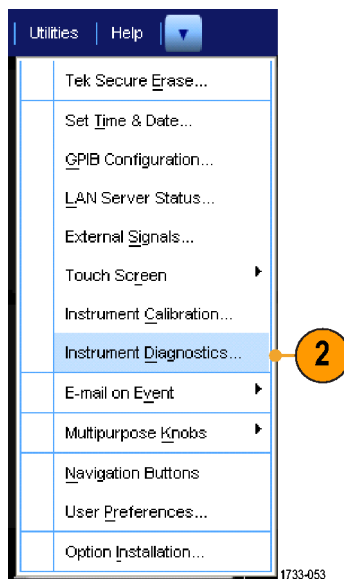 Utilities Help
Tek Secure Erase...
Set Time & Date...
GPIB Configuration...
LAN Server Status...
External Signals...
Touch Screen
Instrument Calibration...
Instrument Diagnostics...
2
E-mail on Event
Multipurpose Knobs
Navigation Buttons
User Preferences...
Option Installation...
1733-053